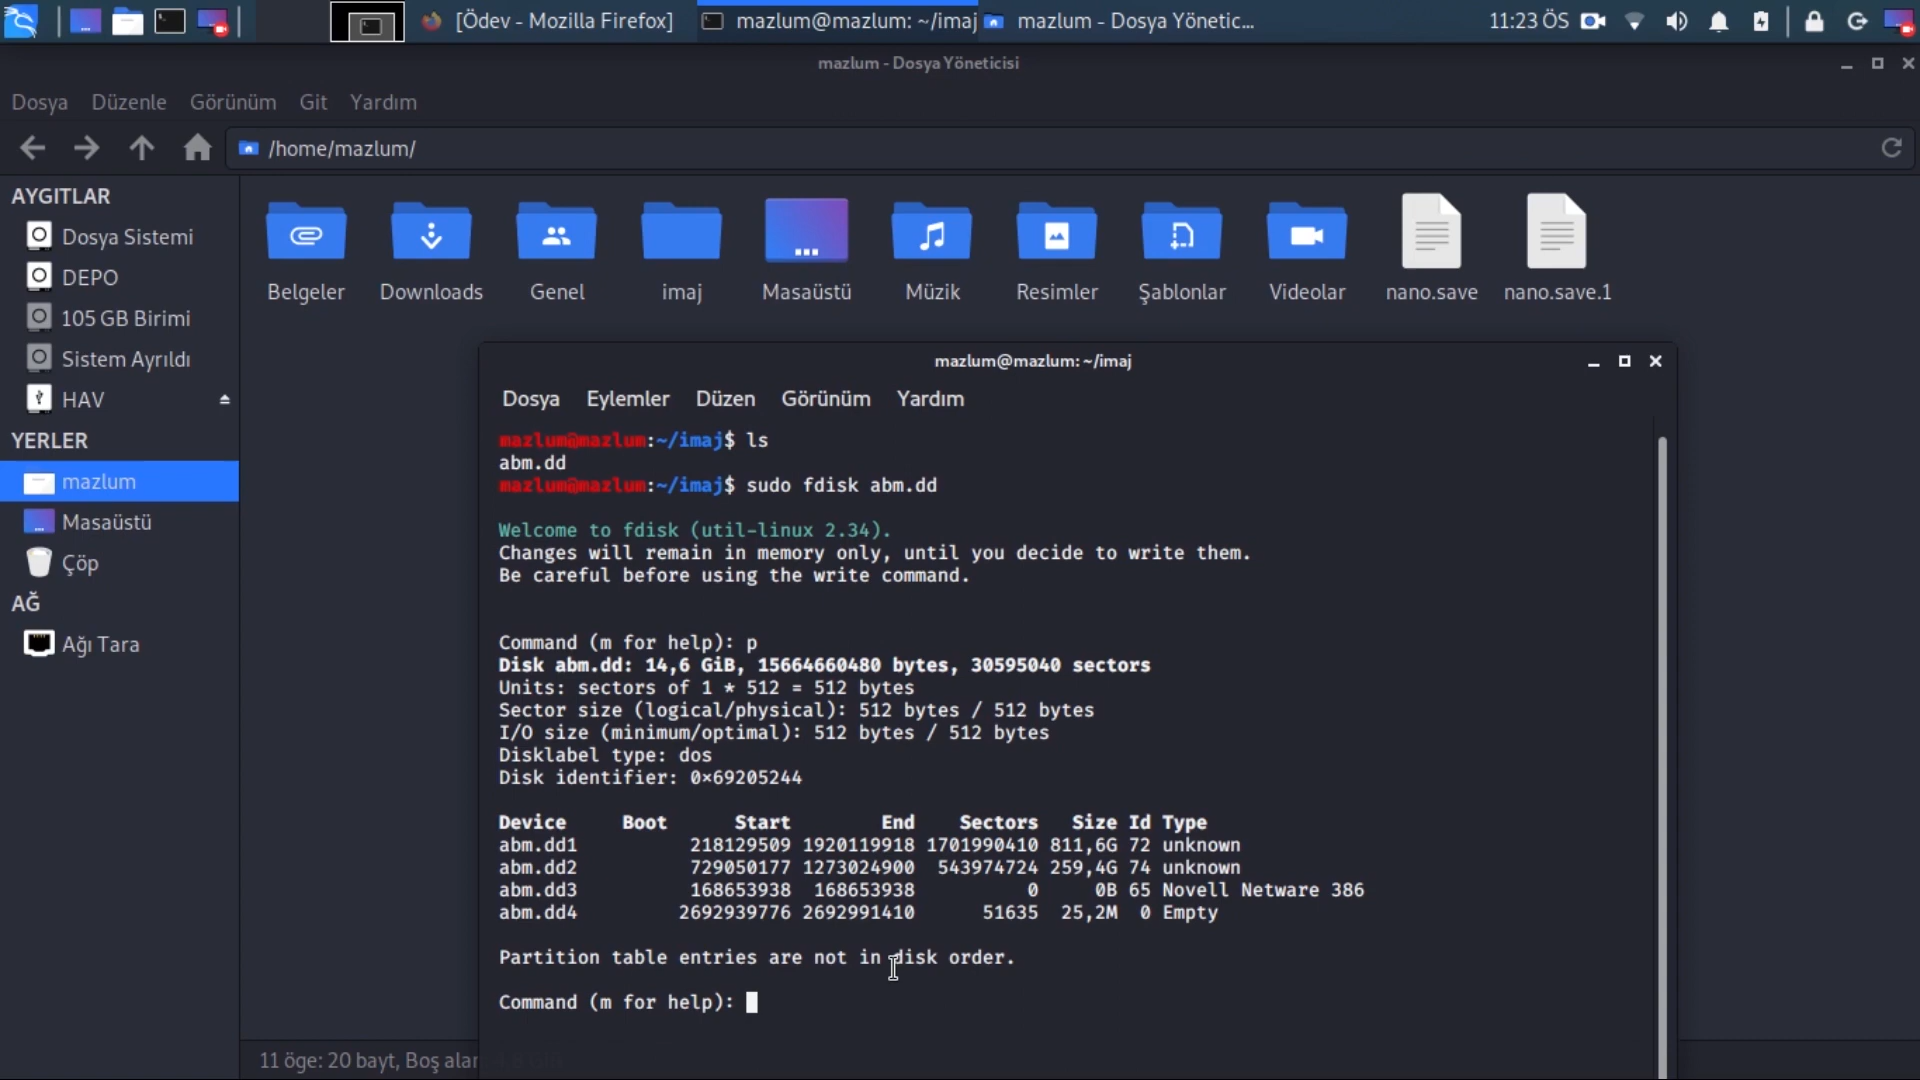 [Ödev - Mozilla Firefox]
mazlum@mazlum: ~/imaj
mazlum - Dosya Yönetic...
11:23 ÖS
mazlum - Dosya Yöneticisi
Dosya Düzenle Görünüm Git Yardım
/home/mazlum/
AYGITLAR
Dosya Sistemi
DEPO
105 GB Birimi
Sistem Ayrıldı
HAV
YERLER
mazlum
Masaüstü
Çöp
AĞ
Ağı Tara
Belgeler Downloads Genel imaj Masaüstü Müzik Resimler Şablonlar Videolar nano.save nano.save.1
mazlum@mazlum: ~/imaj
Dosya Eylemler Düzen Görünüm Yardım
mazlum@mazlum:~/imaj$ ls
abm.dd
mazlum@mazlum:~/imaj$ sudo fdisk abm.dd
Welcome to fdisk (util-linux 2.34).
Changes will remain in memory only, until you decide to write them.
Be careful before using the write command.
Command (m for help): p
Disk abm.dd: 14,6 GiB, 15664660480 bytes, 30595040 sectors
Units: sectors of 1 * 512 = 512 bytes
Sector size (logical/physical): 512 bytes / 512 bytes
I/O size (minimum/optimal): 512 bytes / 512 bytes
Disklabel type: dos
Disk identifier: 0×69205244
Device Boot Start End Sectors Size Id Type
abm.dd1 218129509 1920119918 1701990410 811,6G 72 unknown
abm.dd2 729050177 1273024900 543974724 259,4G 74 unknown
abm.dd3 168653938 168653938 0 0B 65 Novell Netware 386
abm.dd4 2692939776 2692991410 51635 25,2M 0 Empty
Partition table entries are not in disk order.
Command (m for help):
11 öge: 20 bayt, Boş alan